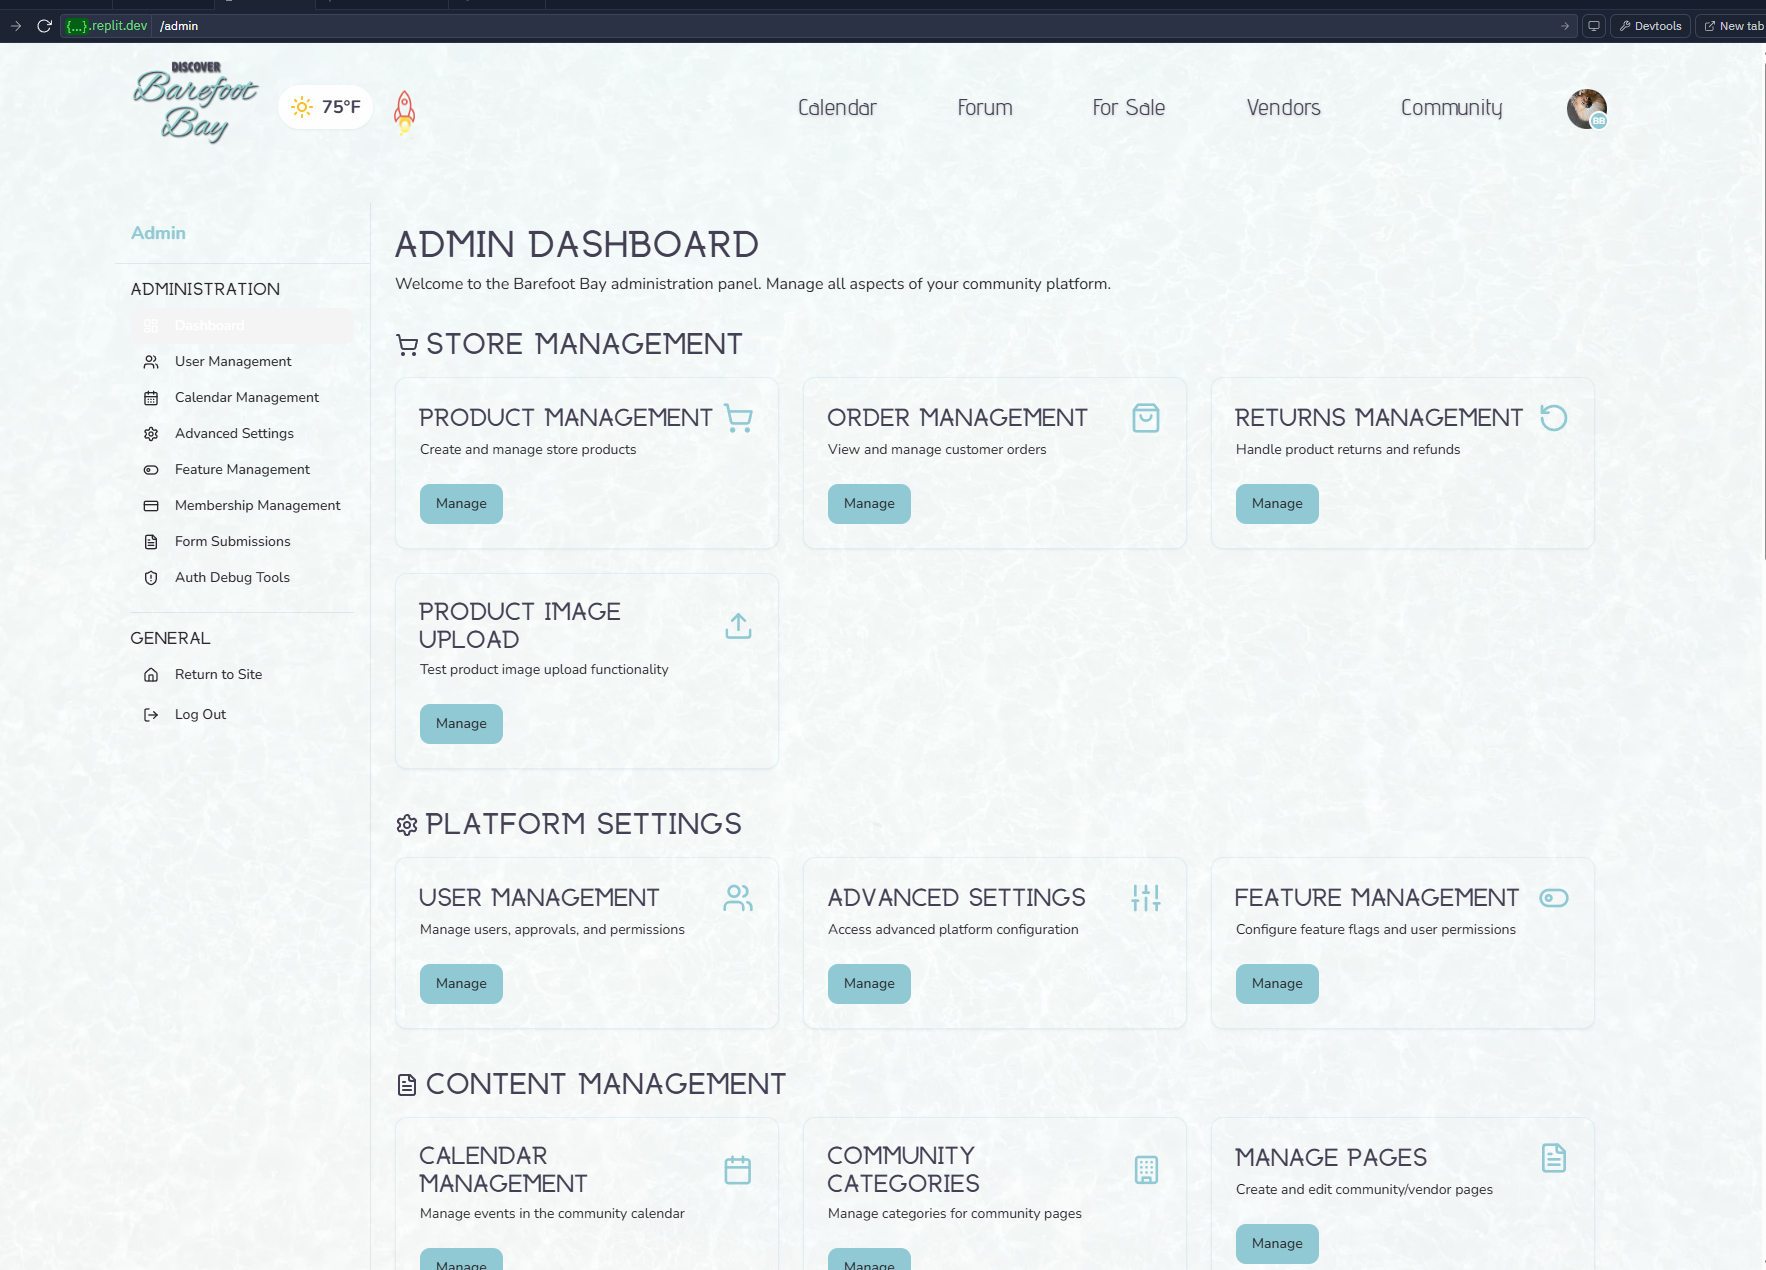 {...}.replit.dev /admin
Devtools
New tab
DISCOVER
Barefoot
Bay
75°F
Calendar
Forum
For Sale
Vendors
Community
BB
Admin
ADMINISTRATION
Dashboard
User Management
Calendar Management
Advanced Settings
Feature Management
Membership Management
Form Submissions
Auth Debug Tools
GENERAL
Return to Site
Log Out
ADMIN DASHBOARD
Welcome to the Barefoot Bay administration panel. Manage all aspects of your community platform.
STORE MANAGEMENT
PRODUCT MANAGEMENT
Create and manage store products
Manage
ORDER MANAGEMENT
View and manage customer orders
Manage
RETURNS MANAGEMENT
Handle product returns and refunds
Manage
PRODUCT IMAGE
UPLOAD
Test product image upload functionality
Manage
PLATFORM SETTINGS
USER MANAGEMENT
Manage users, approvals, and permissions
Manage
ADVANCED SETTINGS
Access advanced platform configuration
Manage
FEATURE MANAGEMENT
Configure feature flags and user permissions
Manage
CONTENT MANAGEMENT
CALENDAR
MANAGEMENT
Manage events in the community calendar
Manage
COMMUNITY
CATEGORIES
Manage categories for community pages
Manage
MANAGE PAGES
Create and edit community/vendor pages
Manage